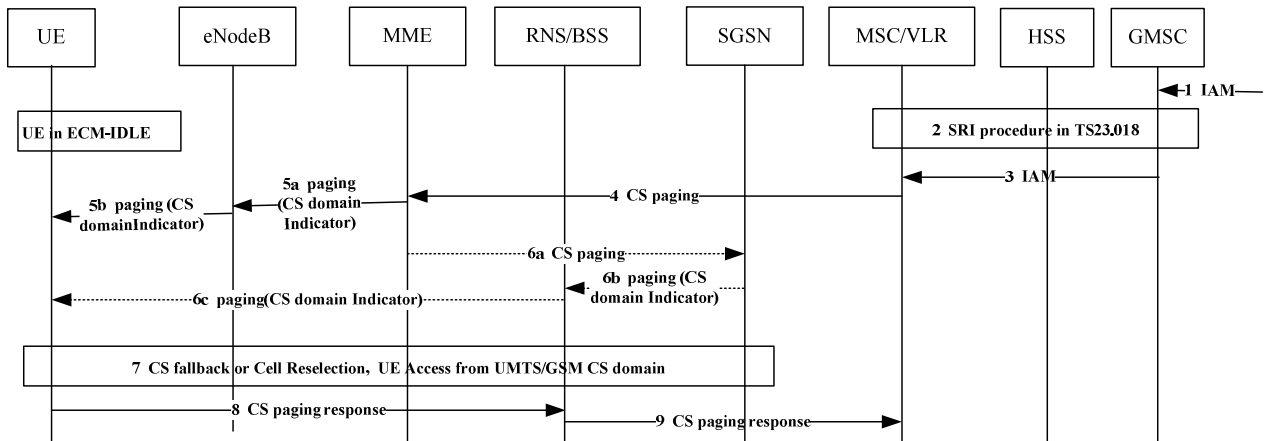 UE
eNodeB
MME
RNS/BSS
SGSN
MSC/VLR
HSS
GMSC
1 IAM
UE in ECM-IDLE
2 SRI procedure in TS23.018
3 IAM
4 CS paging
5a paging
(CS domain
Indicator)
5b paging (CS
domainIndicator)
6a CS paging
6b paging (CS
domain Indicator)
6c paging(CS domain Indicator)
7 CS fallback or Cell Reselection, UE Access from UMTS/GSM CS domain
8 CS paging response
9 CS paging response